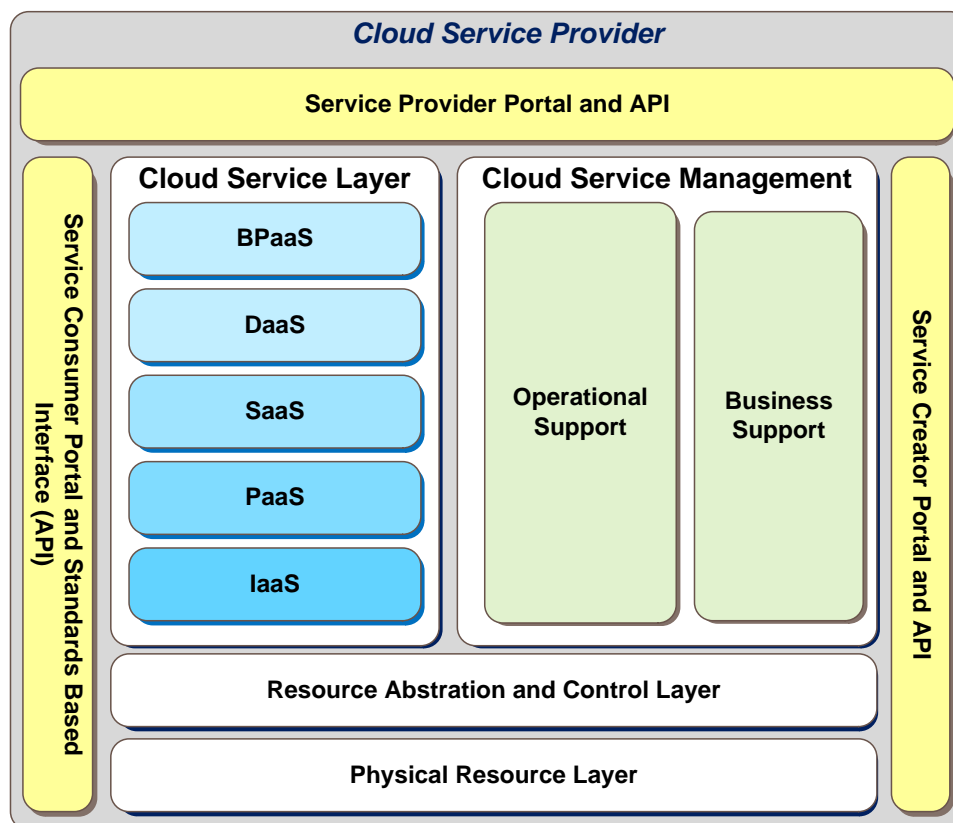 Cloud Service Provider
Service Provider Portal and API
Service Consumer Portal and Standards Based
Interface (API)
Cloud Service Layer
BPaaS
DaaS
SaaS
PaaS
IaaS
Cloud Service Management
Operational
Support
Business
Support
Service Creator Portal and API
Resource Abstration and Control Layer
Physical Resource Layer